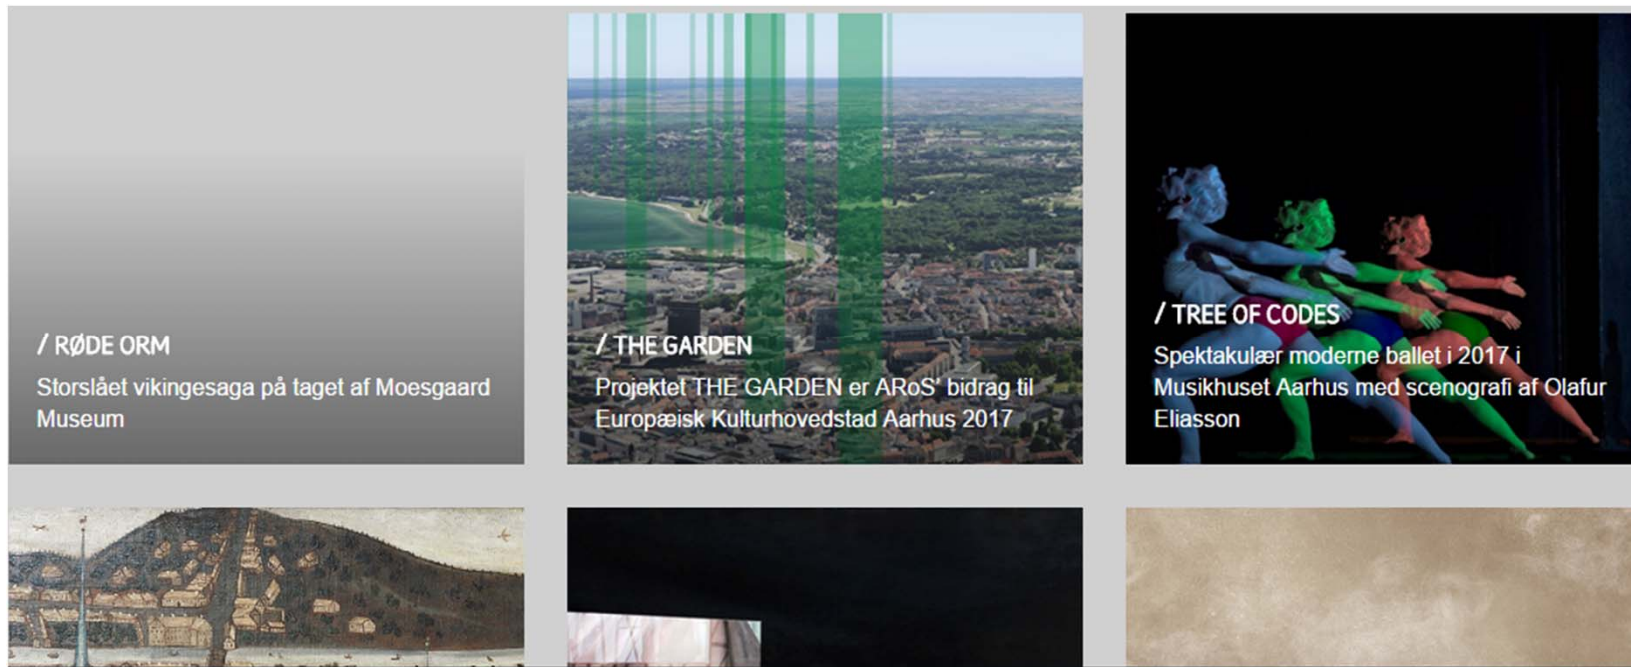 / RØDE ORM
Storslået vikingesaga på taget af Moesgaard
Museum
/ THE GARDEN
Projektet THE GARDEN er ARoS' bidrag til
Europæisk Kulturhovedstad Aarhus 2017
/ TREE OF CODES
Spektakulær moderne ballet i 2017 i
Musikhuset Aarhus med scenografi af Olafur
Eliasson